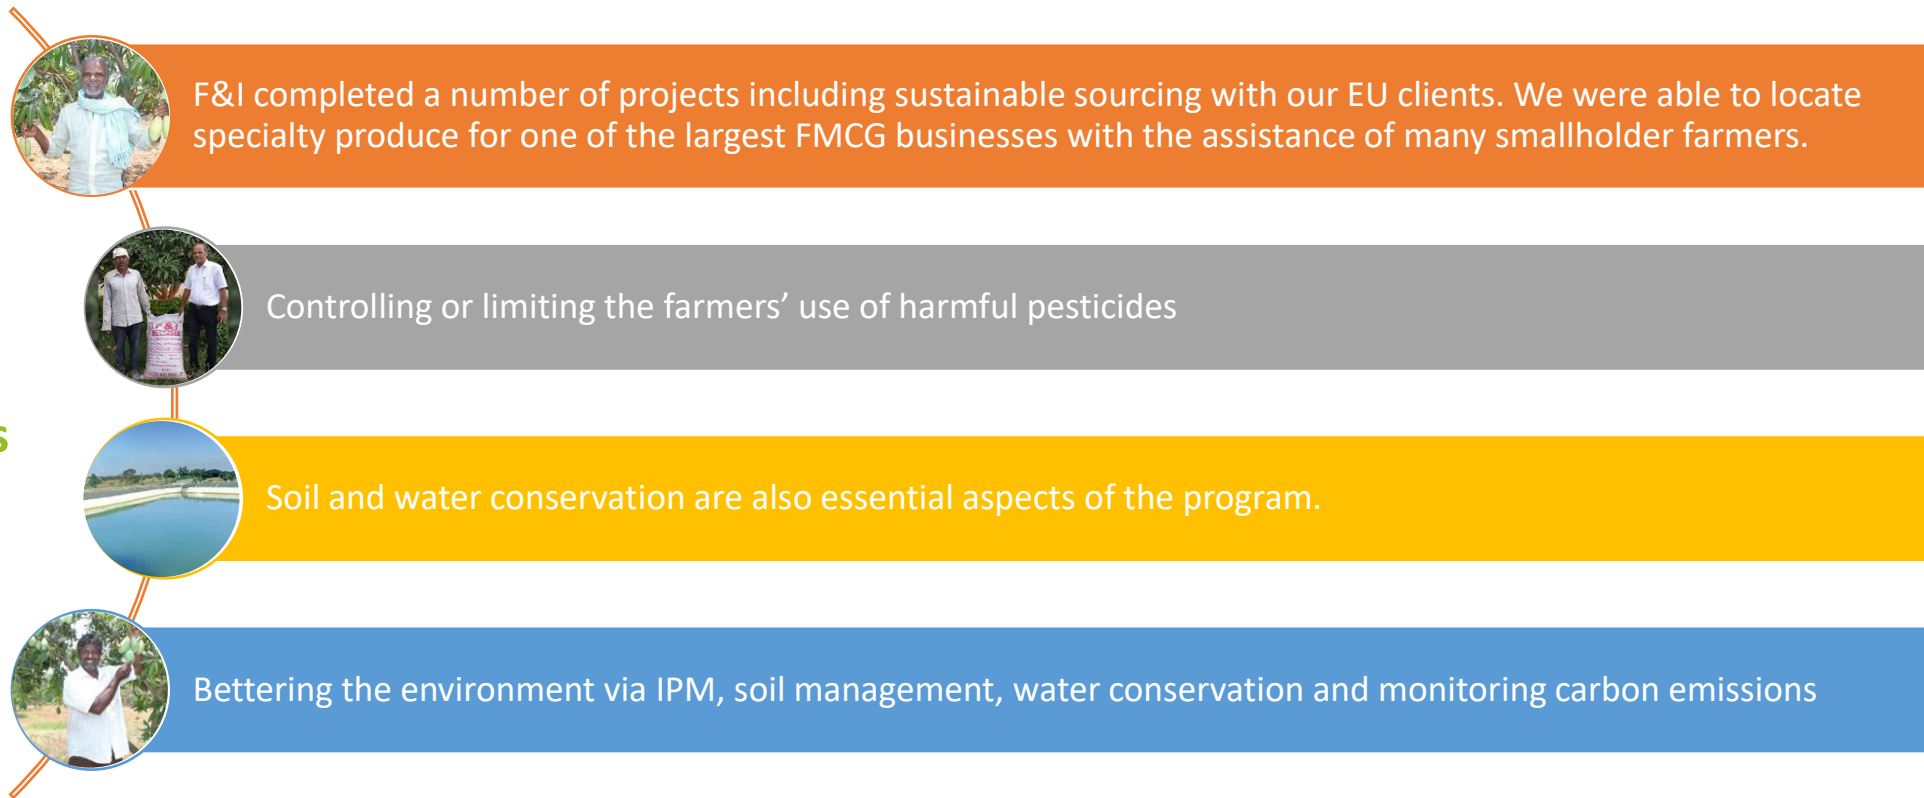 F&I completed a number of projects including sustainable sourcing with our EU clients. We were able to locate
specialty produce for one of the largest FMCG businesses with the assistance of many smallholder farmers.
Controlling or limiting the farmers’ use of harmful pesticides
s
Soil and water conservation are also essential aspects of the program.
Bettering the environment via IPM, soil management, water conservation and monitoring carbon emissions